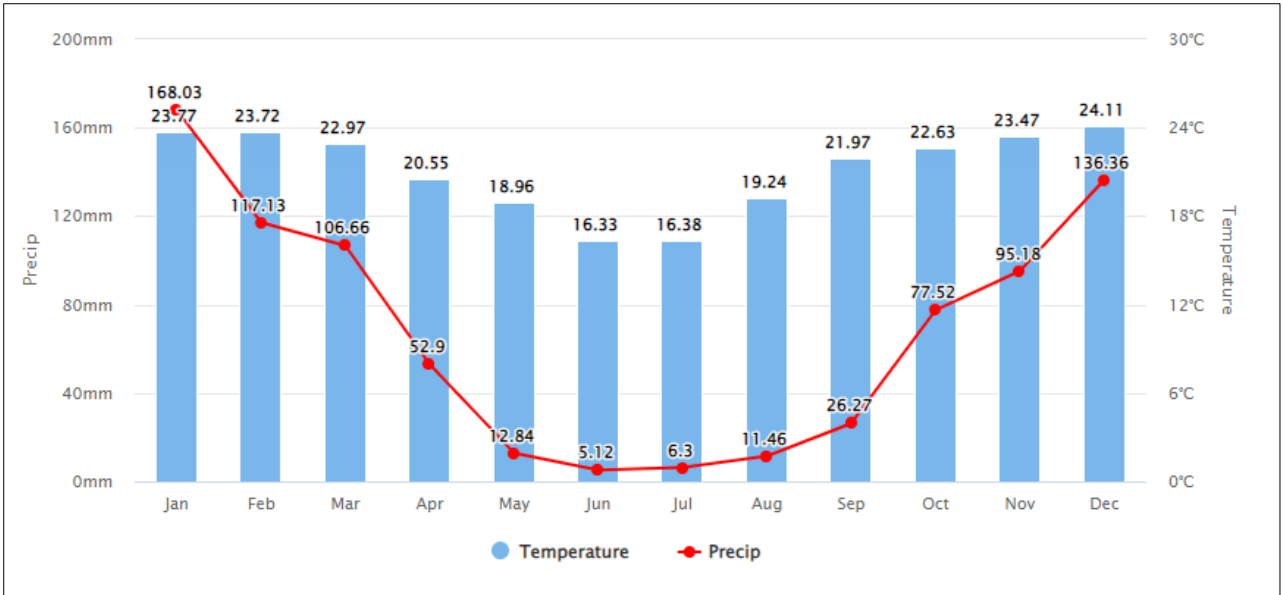 200mm
30°C
168.03
23.77
23.72
22.97
20.55
18.96
16.33
16.38
19.24
21.97
22.63
23.47
24.11
160mm
24°C
136.36
117.13
106.66
120mm
18°C
95.18
77.52
Precip
Temperature
80mm
12°C
52.9
40mm
6°C
26.27
12.84
5.12
6.3
11.46
0mm
0°C
Jan Feb Mar Apr May Jun Jul Aug Sep Oct Nov Dec
Temperature Precip